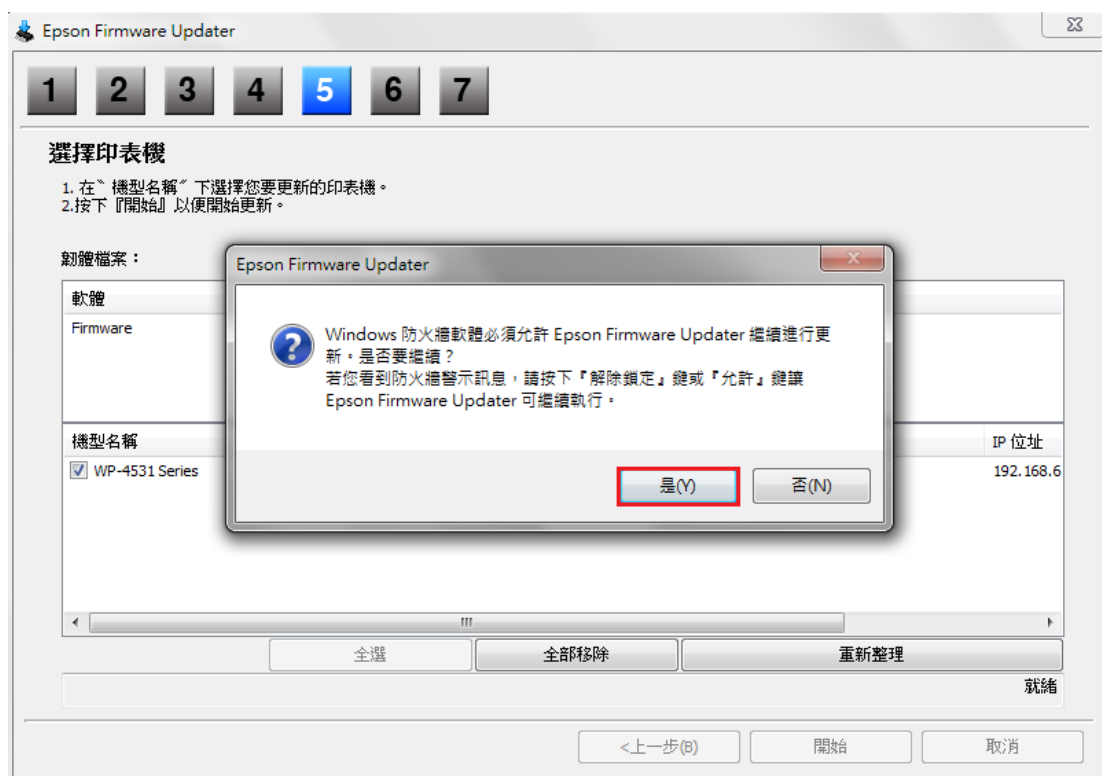 Epson Firmware Updater
1 2 3 4 5 6 7
選擇印表機
1. 在〝機型名稱〞下選擇您要更新的印表機。
2.按下『開始』以便開始更新。
韌體檔案：
軟體
Firmware
Epson Firmware Updater
Windows 防火牆軟體必須允許 Epson Firmware Updater 繼續進行更
新。是否要繼續？
若您看到防火牆警示訊息，請按下『解除鎖定』鍵或『允許』鍵讓
Epson Firmware Updater 可繼續執行。
是(Y) 否(N)
機型名稱 IP 位址
WP-4531 Series 192.168.6
全選 全部移除 重新整理
就緒
<上一步(B) 開始 取消